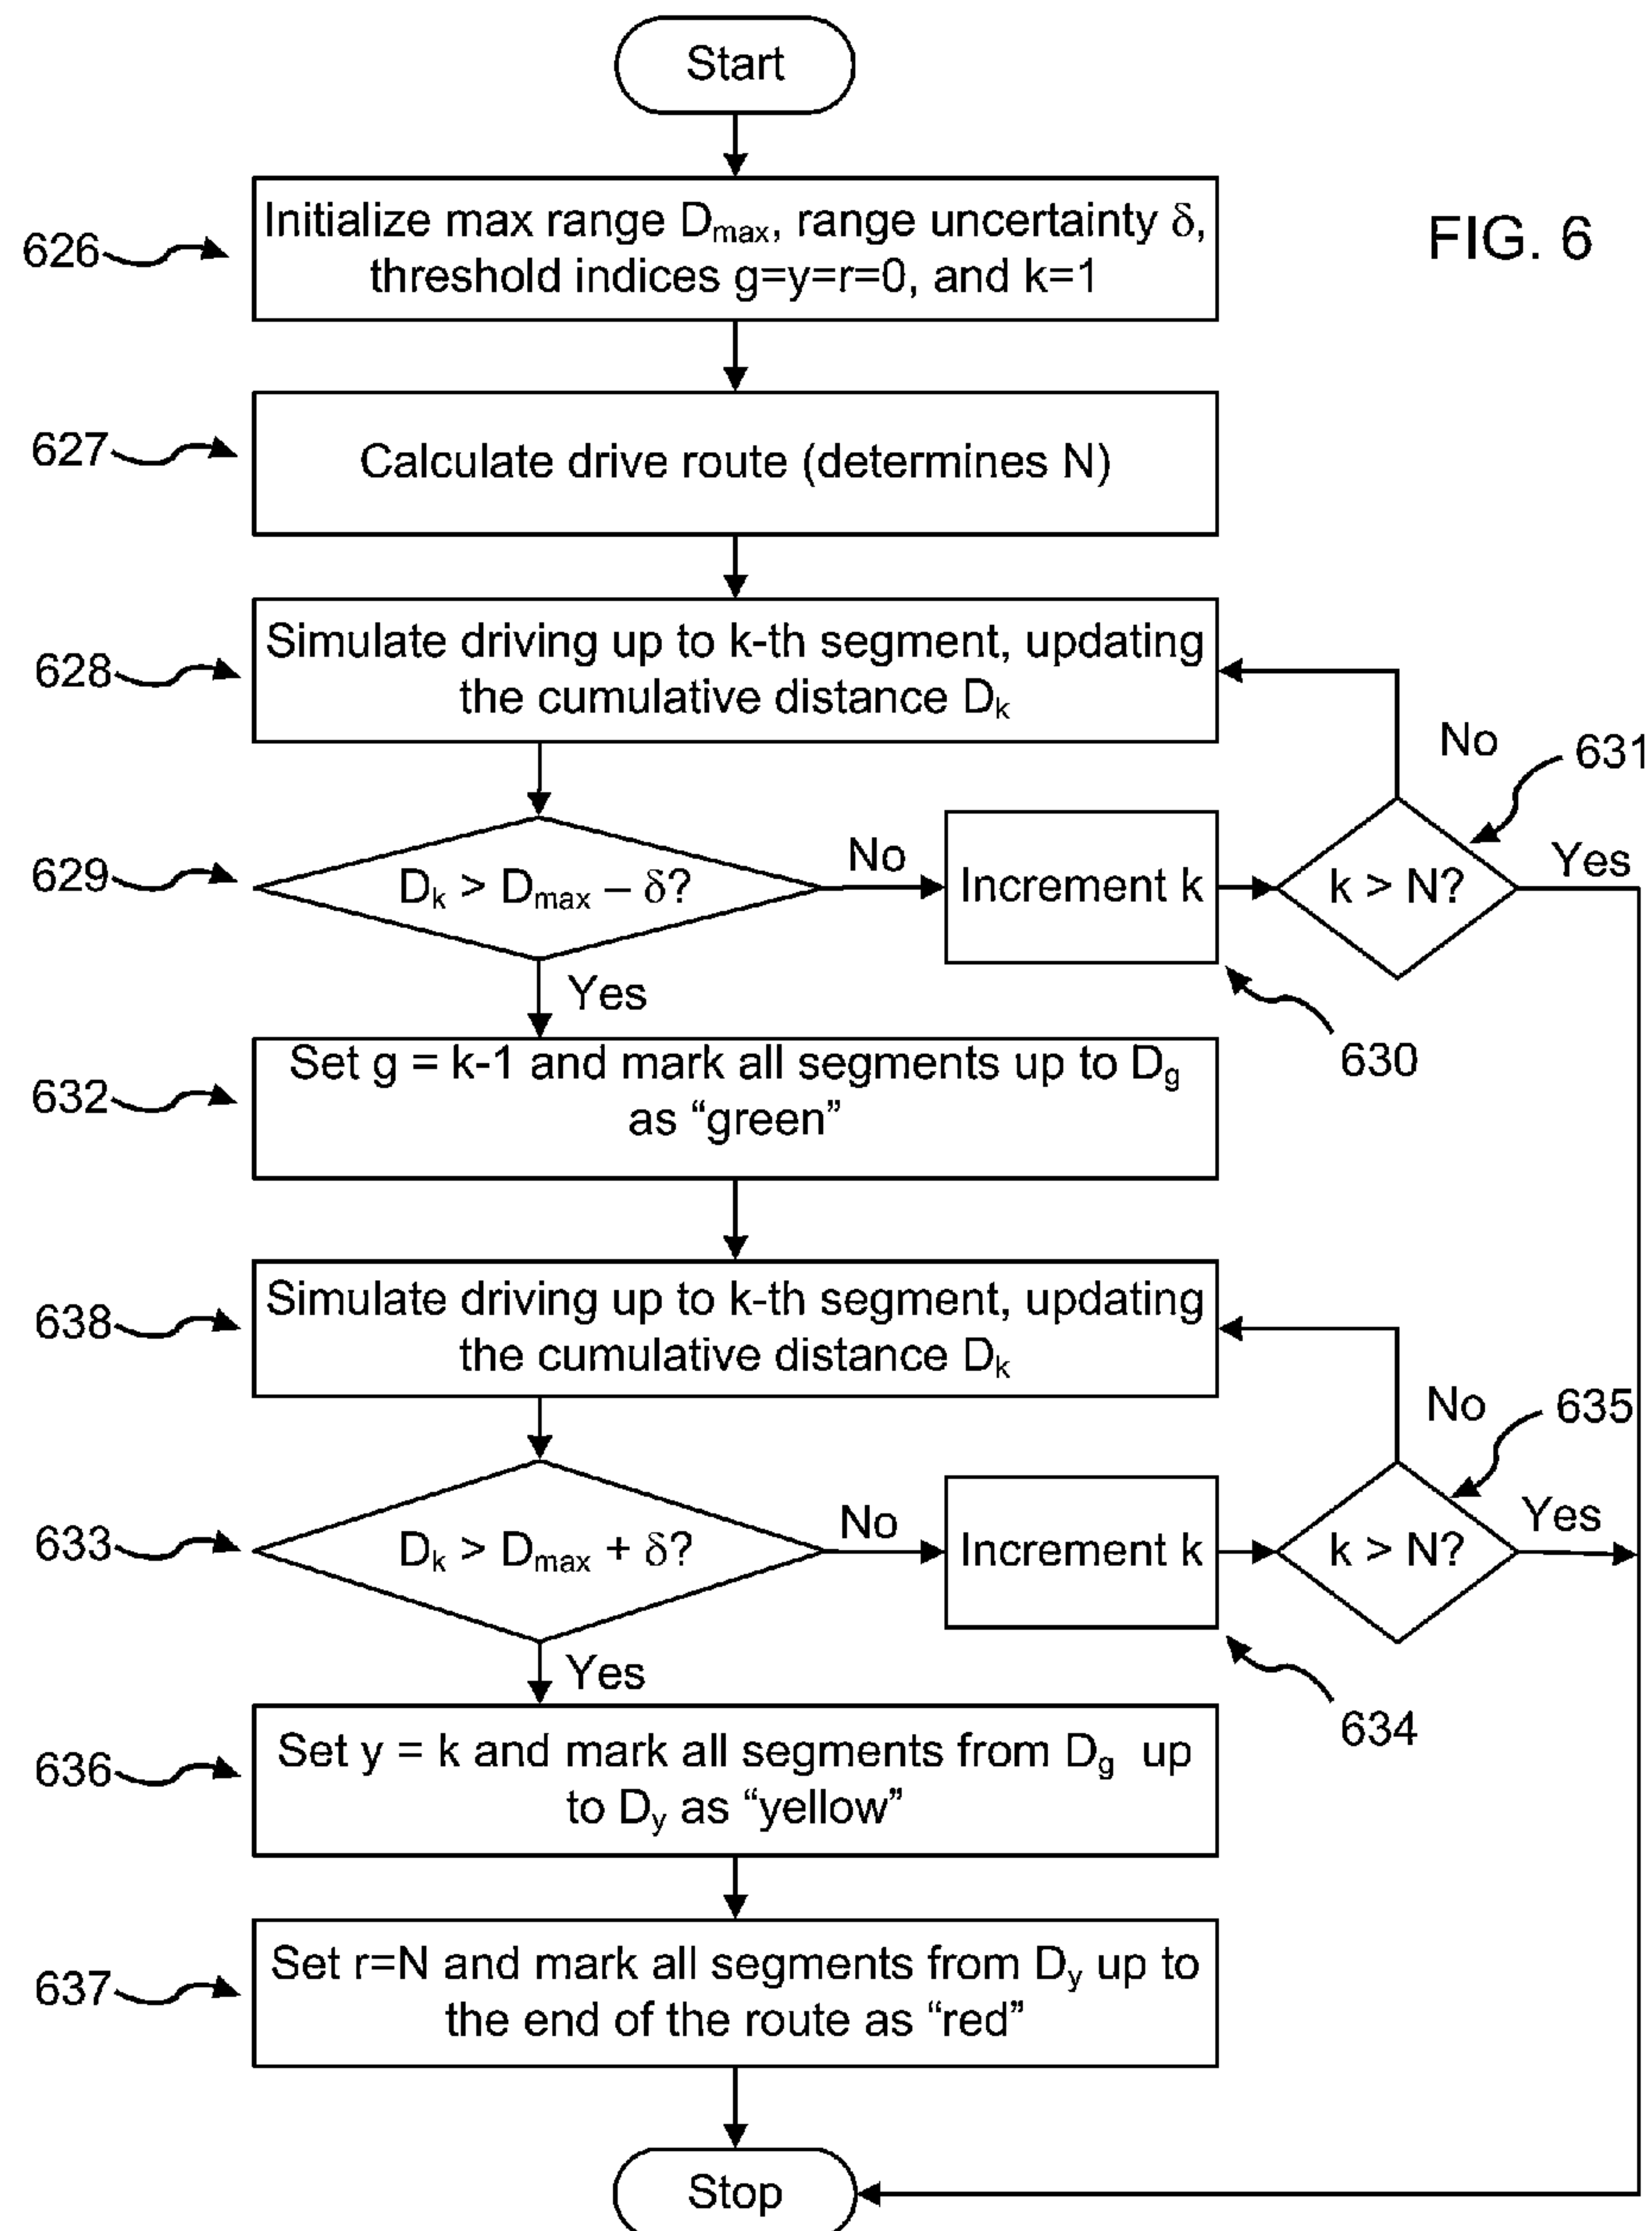 Start
FIG. 6
626
Initialize max range Dmax, range uncertainty δ,
threshold indices g=y=r=0, and k=1
627
Calculate drive route (determines N)
628
Simulate driving up to k-th segment, updating
the cumulative distance Dk
No
631
629
Dk > Dmax – δ?
No
Increment k
k > N?
Yes
Yes
630
632
Set g = k-1 and mark all segments up to Dg
as “green”
638
Simulate driving up to k-th segment, updating
the cumulative distance Dk
No
635
633
Dk > Dmax + δ?
No
Increment k
k > N?
Yes
Yes
634
636
Set y = k and mark all segments from Dg up
to Dy as “yellow”
637
Set r=N and mark all segments from Dy up to
the end of the route as “red”
Stop